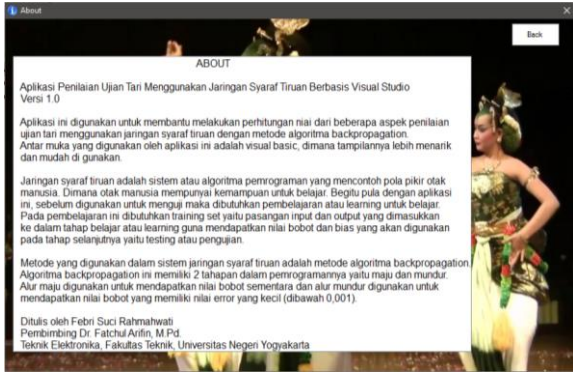 About
Back
ABOUT
Aplikasi Penilaian Ujian Tari Menggunakan Jaringan Syaraf Tiruan Berbasis Visual Studio
Versi 1.0
Aplikasi ini digunakan untuk membantu melakukan perhitungan niai dari beberapa aspek penilaian
ujian tari menggunakan jaringan syaraf tiruan dengan metode algoritma backpropagation.
Antar muka yang digunakan oleh aplikasi ini adalah visual basic, dimana tampilannya lebih menarik
dan mudah di gunakan.
Jaringan syaraf tiruan adalah sistem atau algoritma pemrograman yang mencontoh pola pikir otak
manusia. Dimana otak manusia mempunyai kemampuan untuk belajar. Begitu pula dengan aplikasi
ini, sebelum digunakan untuk menguji maka dibutuhkan pembelajaran atau learning untuk belajar.
Pada pembelajaran ini dibutuhkan training set yaitu pasangan input dan output yang dimasukkan
ke dalam tahap belajar atau learning guna mendapatkan nilai bobot dan bias yang akan digunakan
pada tahap selanjutnya yaitu testing atau pengujian.
Metode yang digunakan dalam sistem jaringan syaraf tiruan adalah metode algoritma backpropagation.
Algoritma backpropagation ini memiliki 2 tahapan dalam pemrogramannya yaitu maju dan mundur.
Alur maju digunakan untuk mendapatkan nilai bobot sementara dan alur mundur digunakan untuk
mendapatkan nilai bobot yang memiliki nilai error yang kecil (dibawah 0,001).
Ditulis oleh Febri Suci Rahmahwati
Pembimbing Dr. Fatchul Arifin, M.Pd.
Teknik Elektronika, Fakultas Teknik, Universitas Negeri Yogyakarta